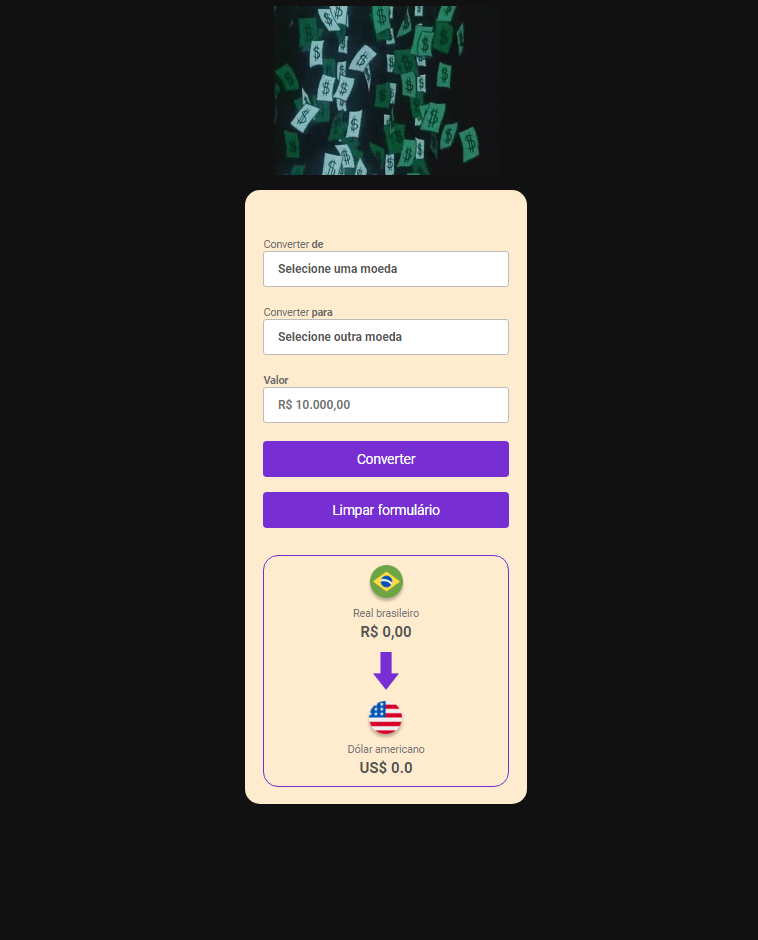 Converter de
Selecione uma moeda
Converter para
Selecione outra moeda
Valor
R$ 10.000,00
Converter
Limpar formulário
Real brasileiro
R$ 0,00
Dólar americano
US$ 0.0